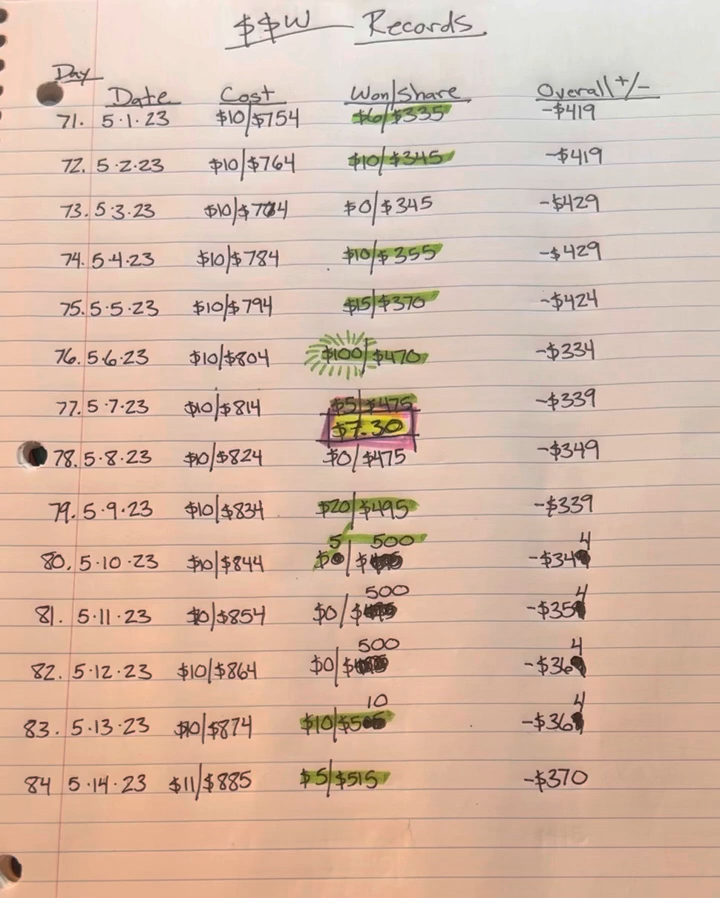 $$W Records
Day Date Cost Won/Share Overall +/-
71. 5·1·23 $10/$754 $6/$335 -$419
72. 5·2·23 $10/$764 $10/$345 -$419
73. 5·3·23 $10/$774 $0/$345 -$429
74. 5·4·23 $10/$784 $10/$355 -$429
75. 5·5·23 $10/$794 $15/$370 -$424
76. 5·6·23 $10/$804 $100/$470 -$334
77. 5·7·23 $10/$814 $5/$475 -$339
$7.30
78. 5·8·23 $10/$824 $0/$475 -$349
79. 5·9·23 $10/$834 $20/$495 -$339
5 500 4
80. 5·10·23 $10/$844 $ /$ -$34
500 4
81. 5·11·23 $10/$854 $0/$ -$35
500 4
82. 5·12·23 $10/$864 $0/$ -$36
10 4
83. 5·13·23 $10/$874 $10/$5 -$36
84 5·14·23 $11/$885 $5/$515 -$370